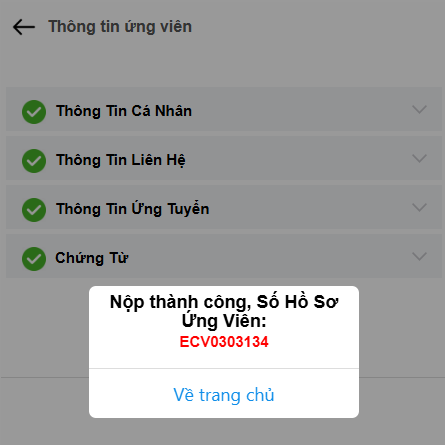 Thông tin ứng viên
Thông Tin Cá Nhân
Thông Tin Liên Hệ
Thông Tin Ứng Tuyển
Chứng Từ
Nộp thành công, Số Hồ Sơ
Ứng Viên:
ECV0303134
Về trang chủ